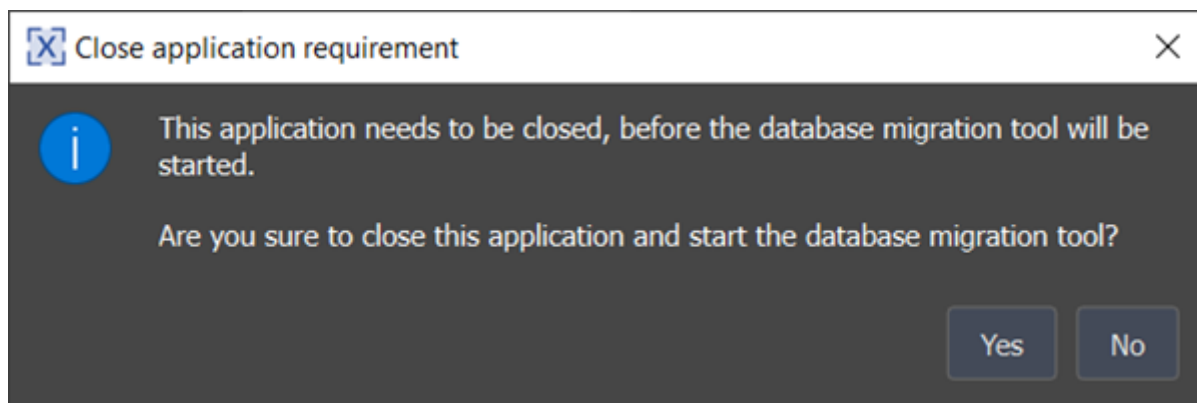 Close application requirement
This application needs to be closed, before the database migration tool will be
started.
Are you sure to close this application and start the database migration tool?
Yes No